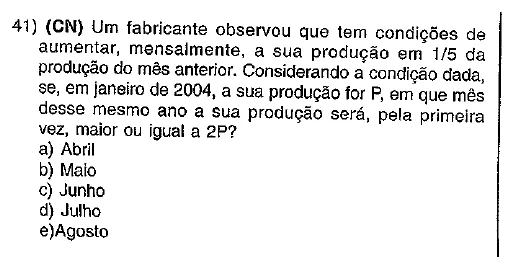 41) (CN) Um fabricante observou que tem condições de
aumentar, mensalmente, a sua produção em 1/5 da
produção do mês anterior. Considerando a condição dada,
se, em janeiro de 2004, a sua produção for P, em que mês
desse mesmo ano a sua produção será, pela primeira
vez, maior ou igual a 2P?
a) Abril
b) Maio
c) Junho
d) Julho
e)Agosto